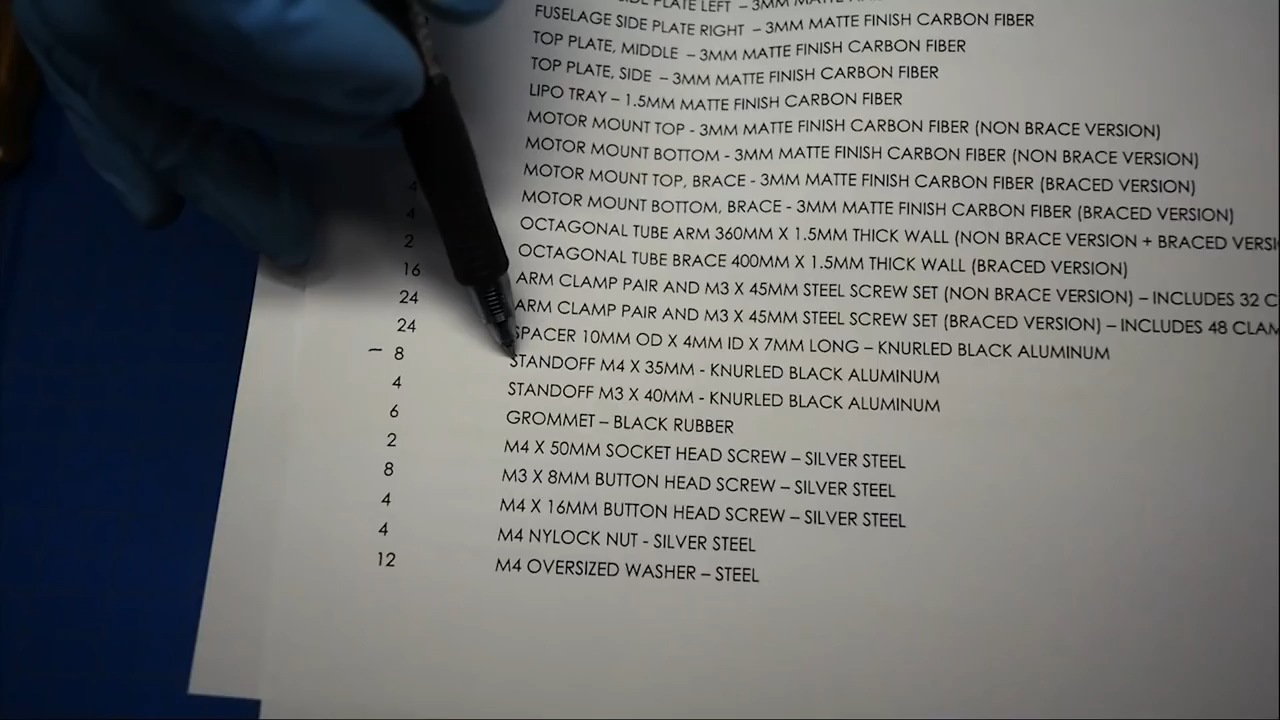 SIDE PLATE LEFT – 3MM MATTE
FUSELAGE SIDE PLATE RIGHT – 3MM MATTE FINISH CARBON FIBER
TOP PLATE, MIDDLE – 3MM MATTE FINISH CARBON FIBER
TOP PLATE, SIDE – 3MM MATTE FINISH CARBON FIBER
LIPO TRAY – 1.5MM MATTE FINISH CARBON FIBER
MOTOR MOUNT TOP - 3MM MATTE FINISH CARBON FIBER (NON BRACE VERSION)
MOTOR MOUNT BOTTOM - 3MM MATTE FINISH CARBON FIBER (NON BRACE VERSION)
4 MOTOR MOUNT TOP, BRACE - 3MM MATTE FINISH CARBON FIBER (BRACED VERSION)
4 MOTOR MOUNT BOTTOM, BRACE - 3MM MATTE FINISH CARBON FIBER (BRACED VERSION)
OCTAGONAL TUBE ARM 360MM X 1.5MM THICK WALL (NON BRACE VERSION + BRACED VERSI
2 OCTAGONAL TUBE BRACE 400MM X 1.5MM THICK WALL (BRACED VERSION)
16 ARM CLAMP PAIR AND M3 X 45MM STEEL SCREW SET (NON BRACE VERSION) – INCLUDES 32 C
24 ARM CLAMP PAIR AND M3 X 45MM STEEL SCREW SET (BRACED VERSION) – INCLUDES 48 CLAM
24 SPACER 10MM OD X 4MM ID X 7MM LONG – KNURLED BLACK ALUMINUM
– 8 STANDOFF M4 X 35MM - KNURLED BLACK ALUMINUM
4 STANDOFF M3 X 40MM - KNURLED BLACK ALUMINUM
6 GROMMET – BLACK RUBBER
2 M4 X 50MM SOCKET HEAD SCREW – SILVER STEEL
8 M3 X 8MM BUTTON HEAD SCREW – SILVER STEEL
4 M4 X 16MM BUTTON HEAD SCREW – SILVER STEEL
4 M4 NYLOCK NUT - SILVER STEEL
12 M4 OVERSIZED WASHER – STEEL